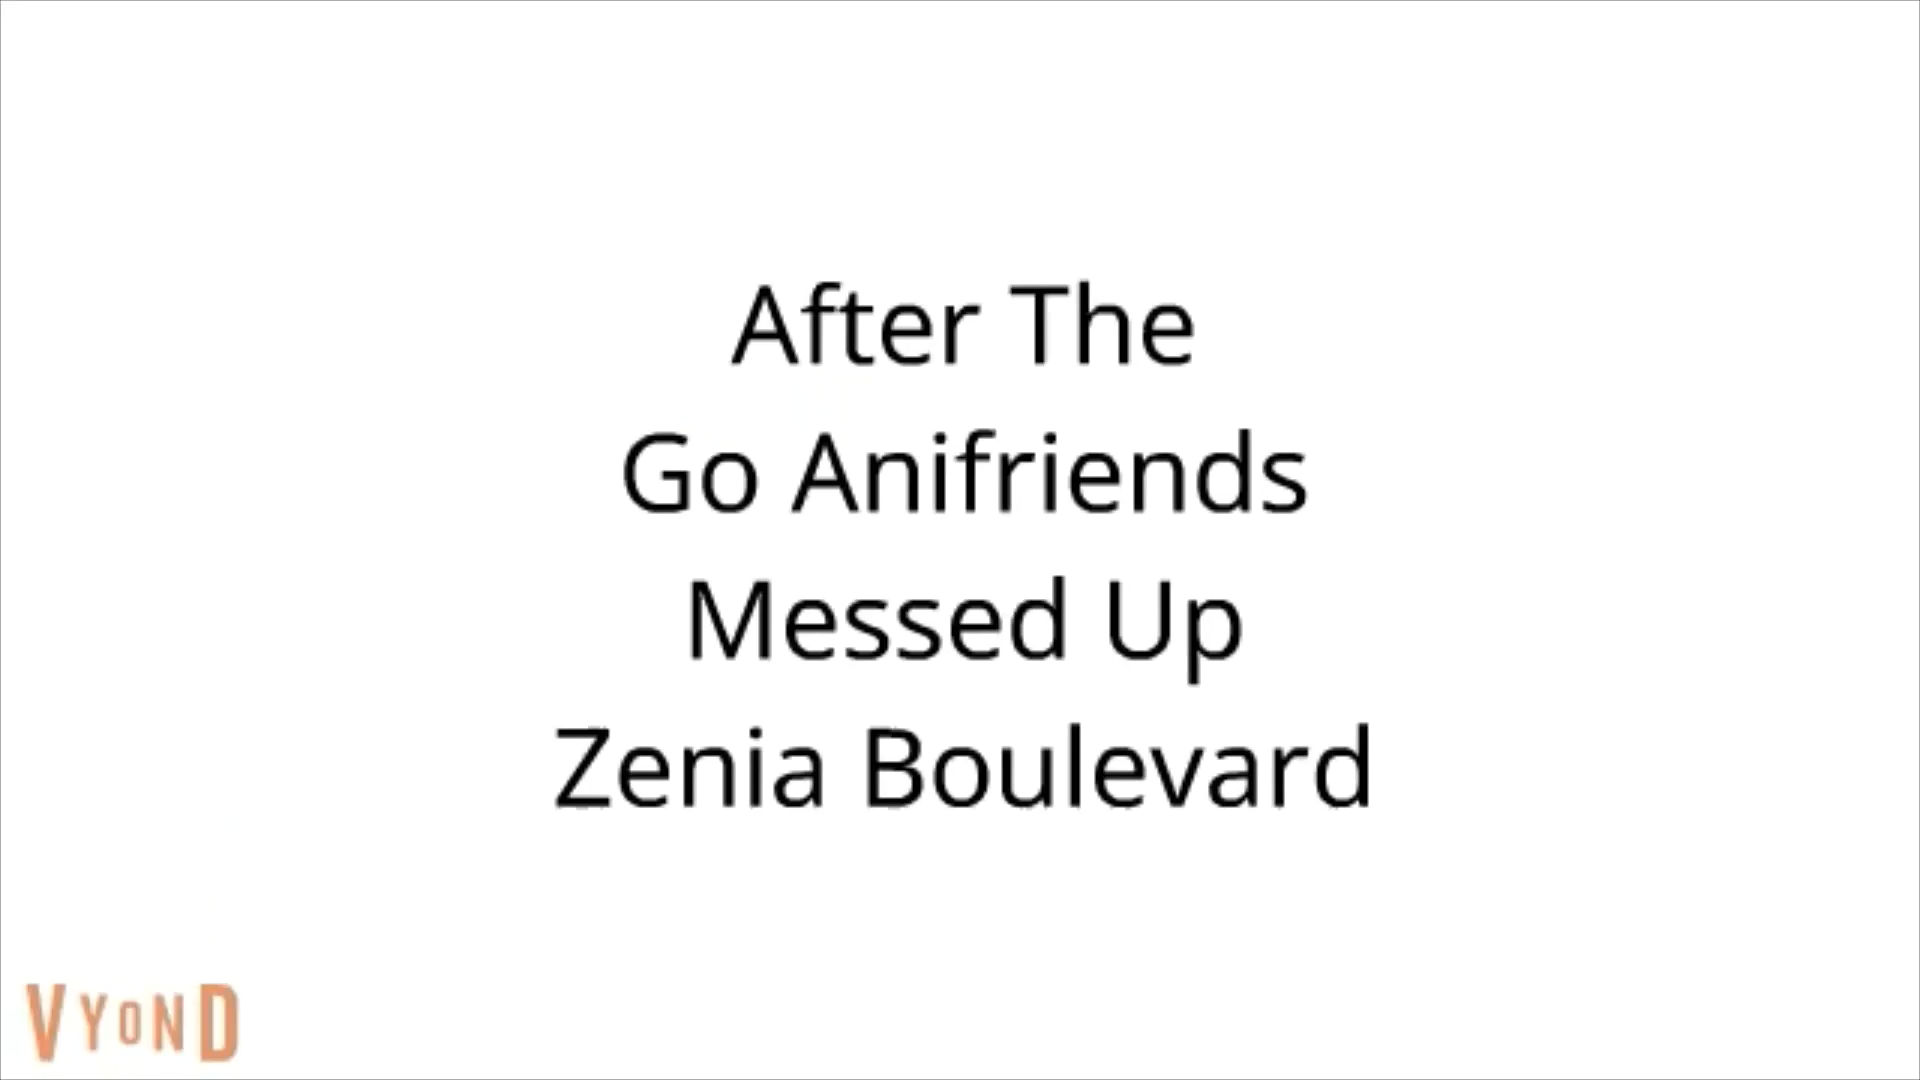 After The
Go Anifriends
Messed Up
Zenia Boulevard
VYOND